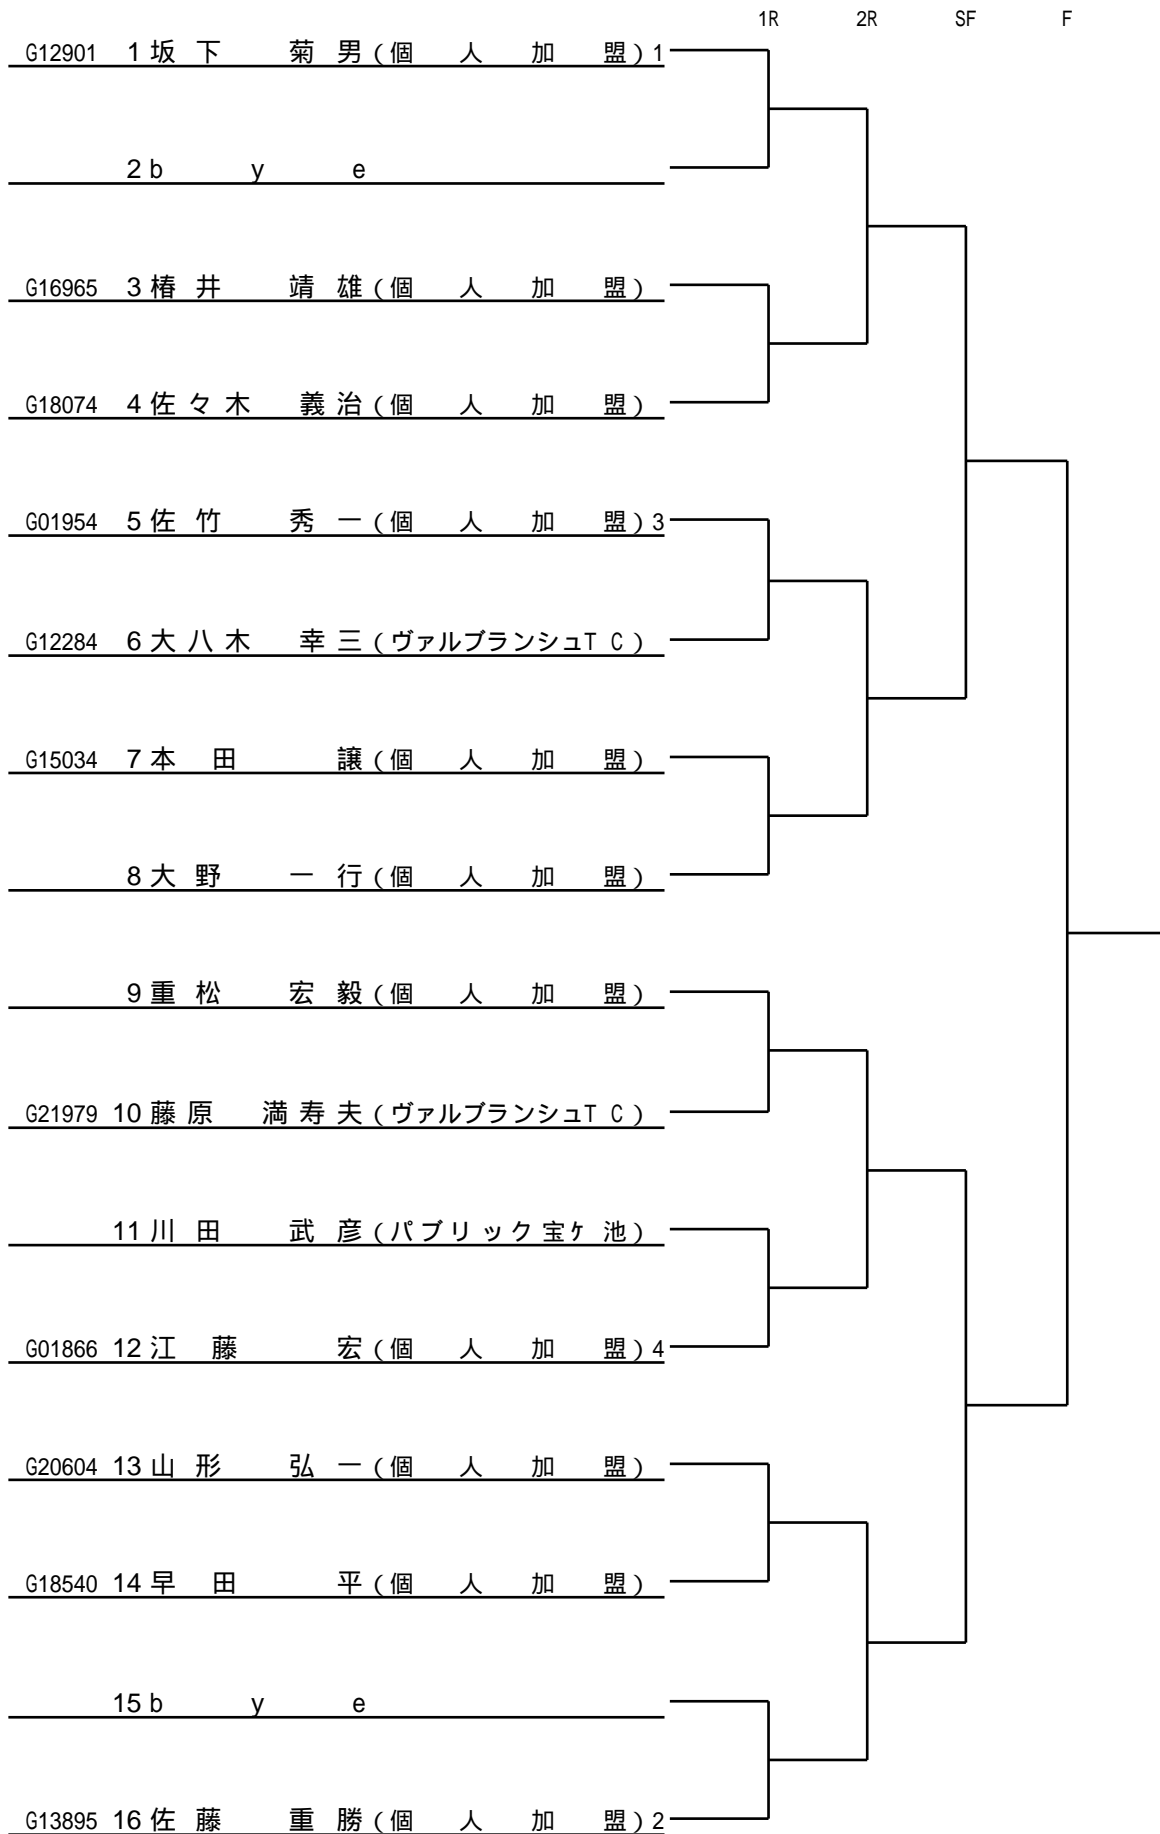 1R 2R SF F
G12901 1 坂下 菊男(個人加盟) 1
2 bye
G16965 3 椿井 靖雄(個人加盟)
G18074 4 佐々木 義治(個人加盟)
G01954 5 佐竹 秀一(個人加盟) 3
G12284 6 大八木 幸三(ヴァルブランシュTC)
G15034 7 本田 譲(個人加盟)
8 大野 一行(個人加盟)
9 重松 宏毅(個人加盟)
G21979 10 藤原 満寿夫(ヴァルブランシュTC)
11 川田 武彦(パブリック宝ケ池)
G01866 12 江藤 宏(個人加盟) 4
G20604 13 山形 弘一(個人加盟)
G18540 14 早田 平(個人加盟)
15 bye
G13895 16 佐藤 重勝(個人加盟) 2